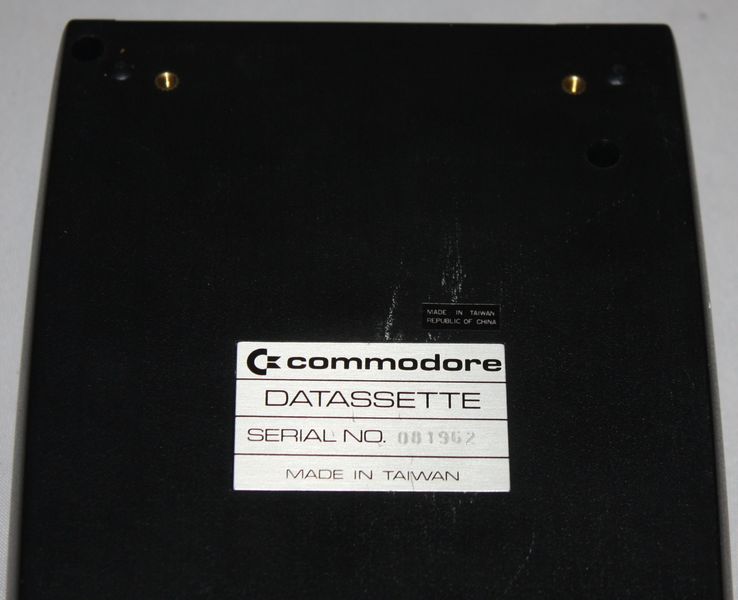 MADE IN TAIWAN
REPUBLIC OF CHINA
commodore
DATASSETTE
SERIAL NO. 081962
MADE IN TAIWAN